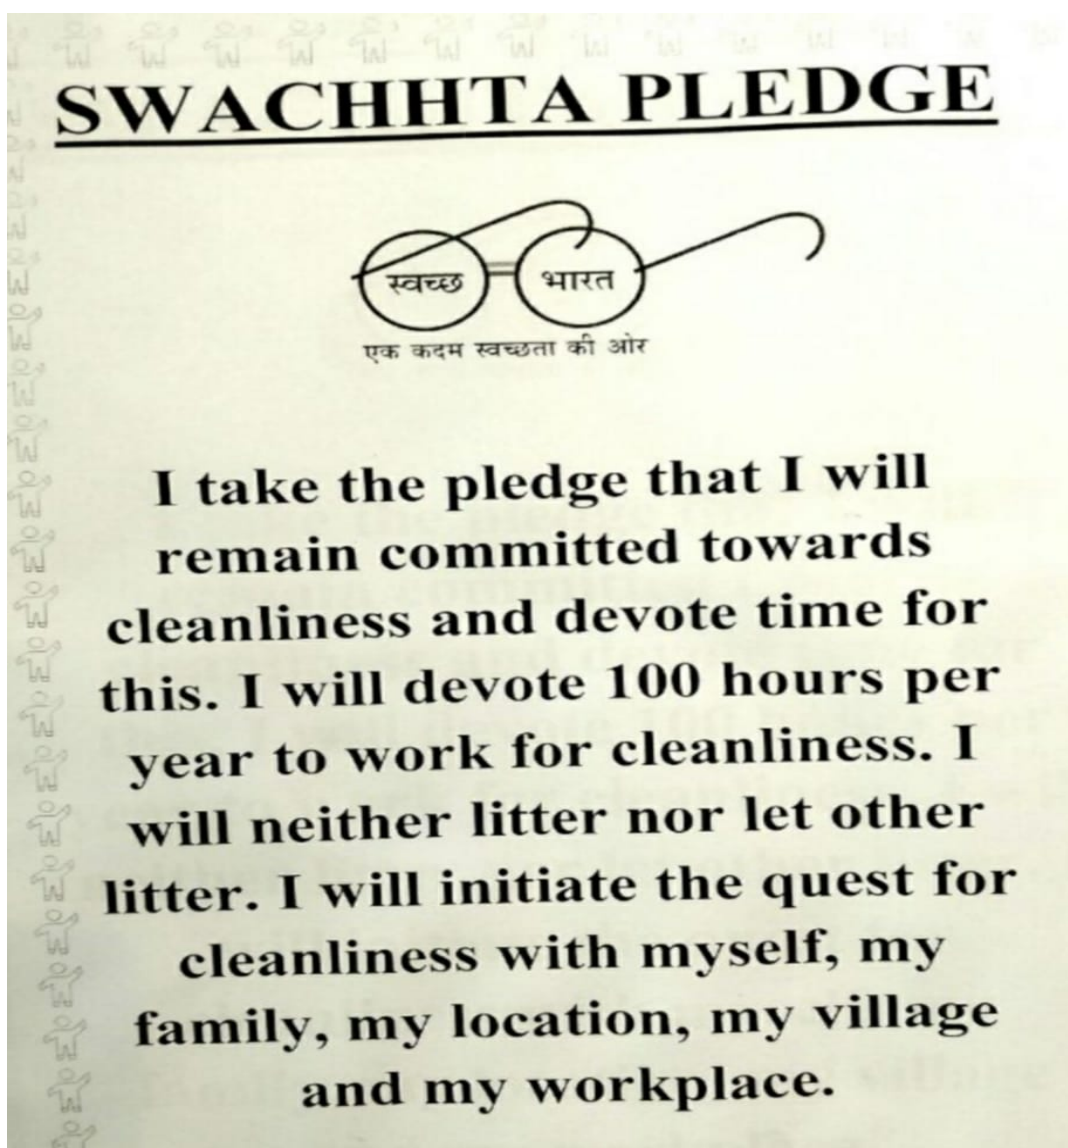 SWACHHTA PLEDGE
स्वच्छ भारत
एक कदम स्वच्छता की ओर
I take the pledge that I will
remain committed towards
cleanliness and devote time for
this. I will devote 100 hours per
year to work for cleanliness. I
will neither litter nor let other
litter. I will initiate the quest for
cleanliness with myself, my
family, my location, my village
and my workplace.